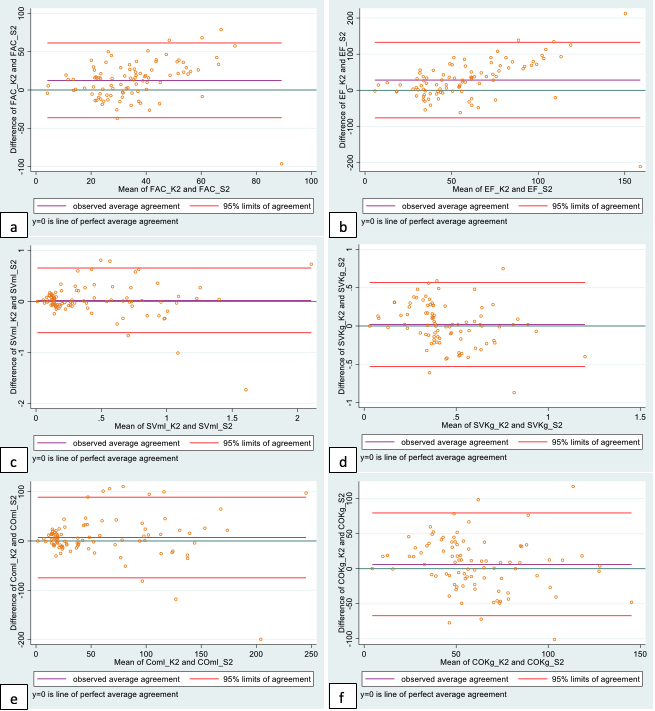 Difference of FAC_K2 and FAC_S2
100
50
0
-50
-100
0 20 40 60 80 100
Mean of FAC_K2 and FAC_S2
observed average agreement 95% limits of agreement
y=0 is line of perfect average agreement
a
Difference of EF_K2 and EF_S2
200
100
0
-100
-200
0 50 100 150
Mean of EF_K2 and EF_S2
observed average agreement 95% limits of agreement
y=0 is line of perfect average agreement
b
Difference of SVml_K2 and SVml_S2
1
0
-1
-2
0 .5 1 1.5 2
Mean of SVml_K2 and SVml_S2
observed average agreement 95% limits of agreement
y=0 is line of perfect average agreement
c
Difference of SVKg_K2 and SVKg_S2
1
.5
0
-.5
-1
0 .5 1 1.5
Mean of SVKg_K2 and SVKg_S2
observed average agreement 95% limits of agreement
y=0 is line of perfect average agreement
d
Difference of Coml_K2 and COml_S2
100
0
-100
-200
0 50 100 150 200 250
Mean of Coml_K2 and COml_S2
observed average agreement 95% limits of agreement
y=0 is line of perfect average agreement
e
Difference of COKg_K2 and COKg_S2
100
50
0
-50
-100
0 50 100 150
Mean of COKg_K2 and COKg_S2
observed average agreement 95% limits of agreement
y=0 is line of perfect average agreement
f